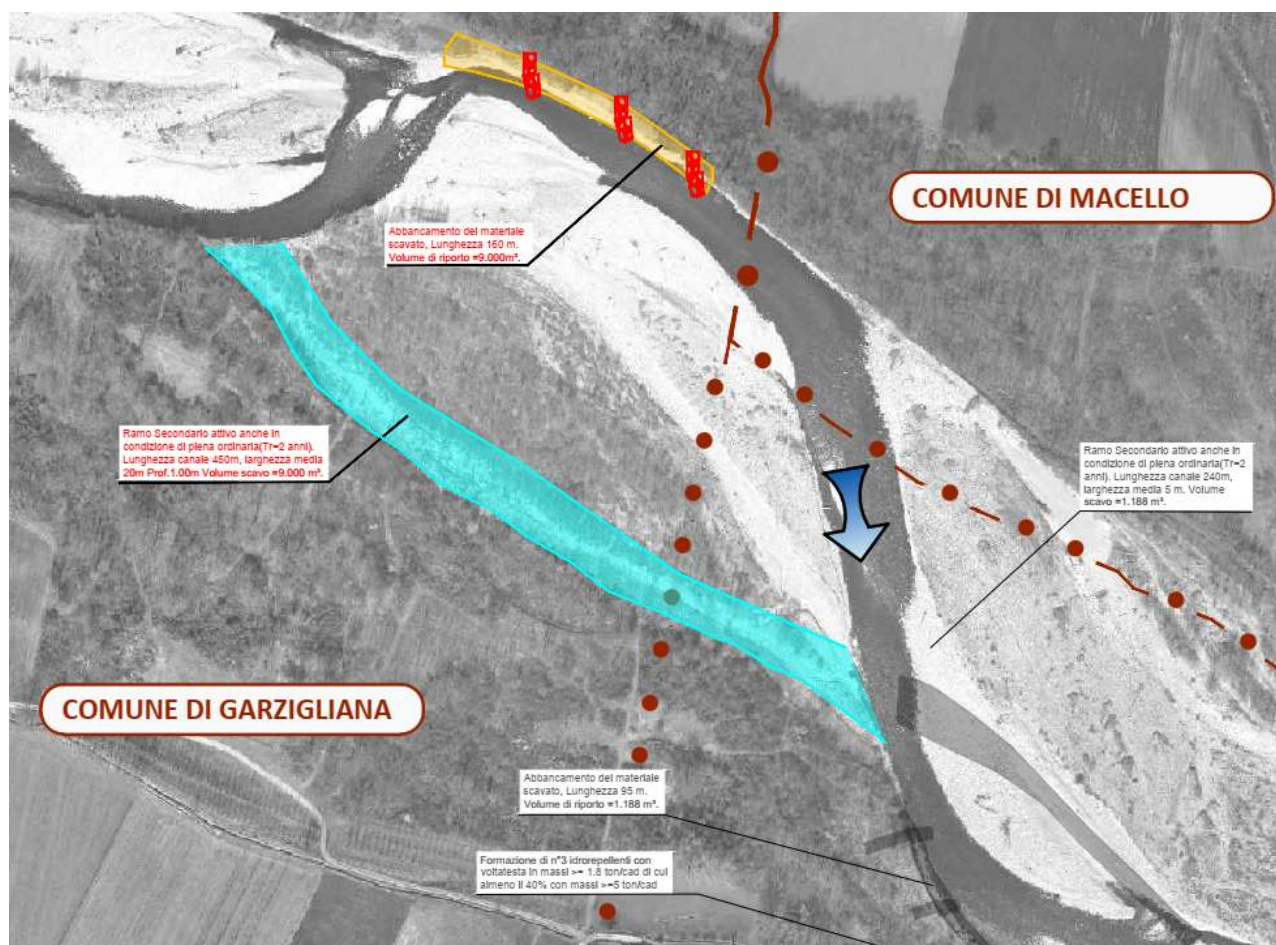 COMUNE DI MACELLO
Abbancamento del materiale
scavato, Lunghezza 160 m.
Volume di riporto =9.000m³.
Ramo Secondario attivo anche in
condizione di piena ordinaria(Tr=2 anni).
Lunghezza canale 450m, larghezza media
20m Prof.1.00m Volume scavo =9.000 m³.
Ramo Secondario attivo anche in
condizione di piena ordinaria(Tr=2
anni). Lunghezza canale 240m,
larghezza media 5 m. Volume
scavo =1.188 m³.
COMUNE DI GARZIGLIANA
Abbancamento del materiale
scavato, Lunghezza 95 m.
Volume di riporto =1.188 m³.
Formazione di n°3 idrorepellenti con
voltatesta in massi >= 1.8 ton/cad di cui
almeno il 40% con massi >=5 ton/cad